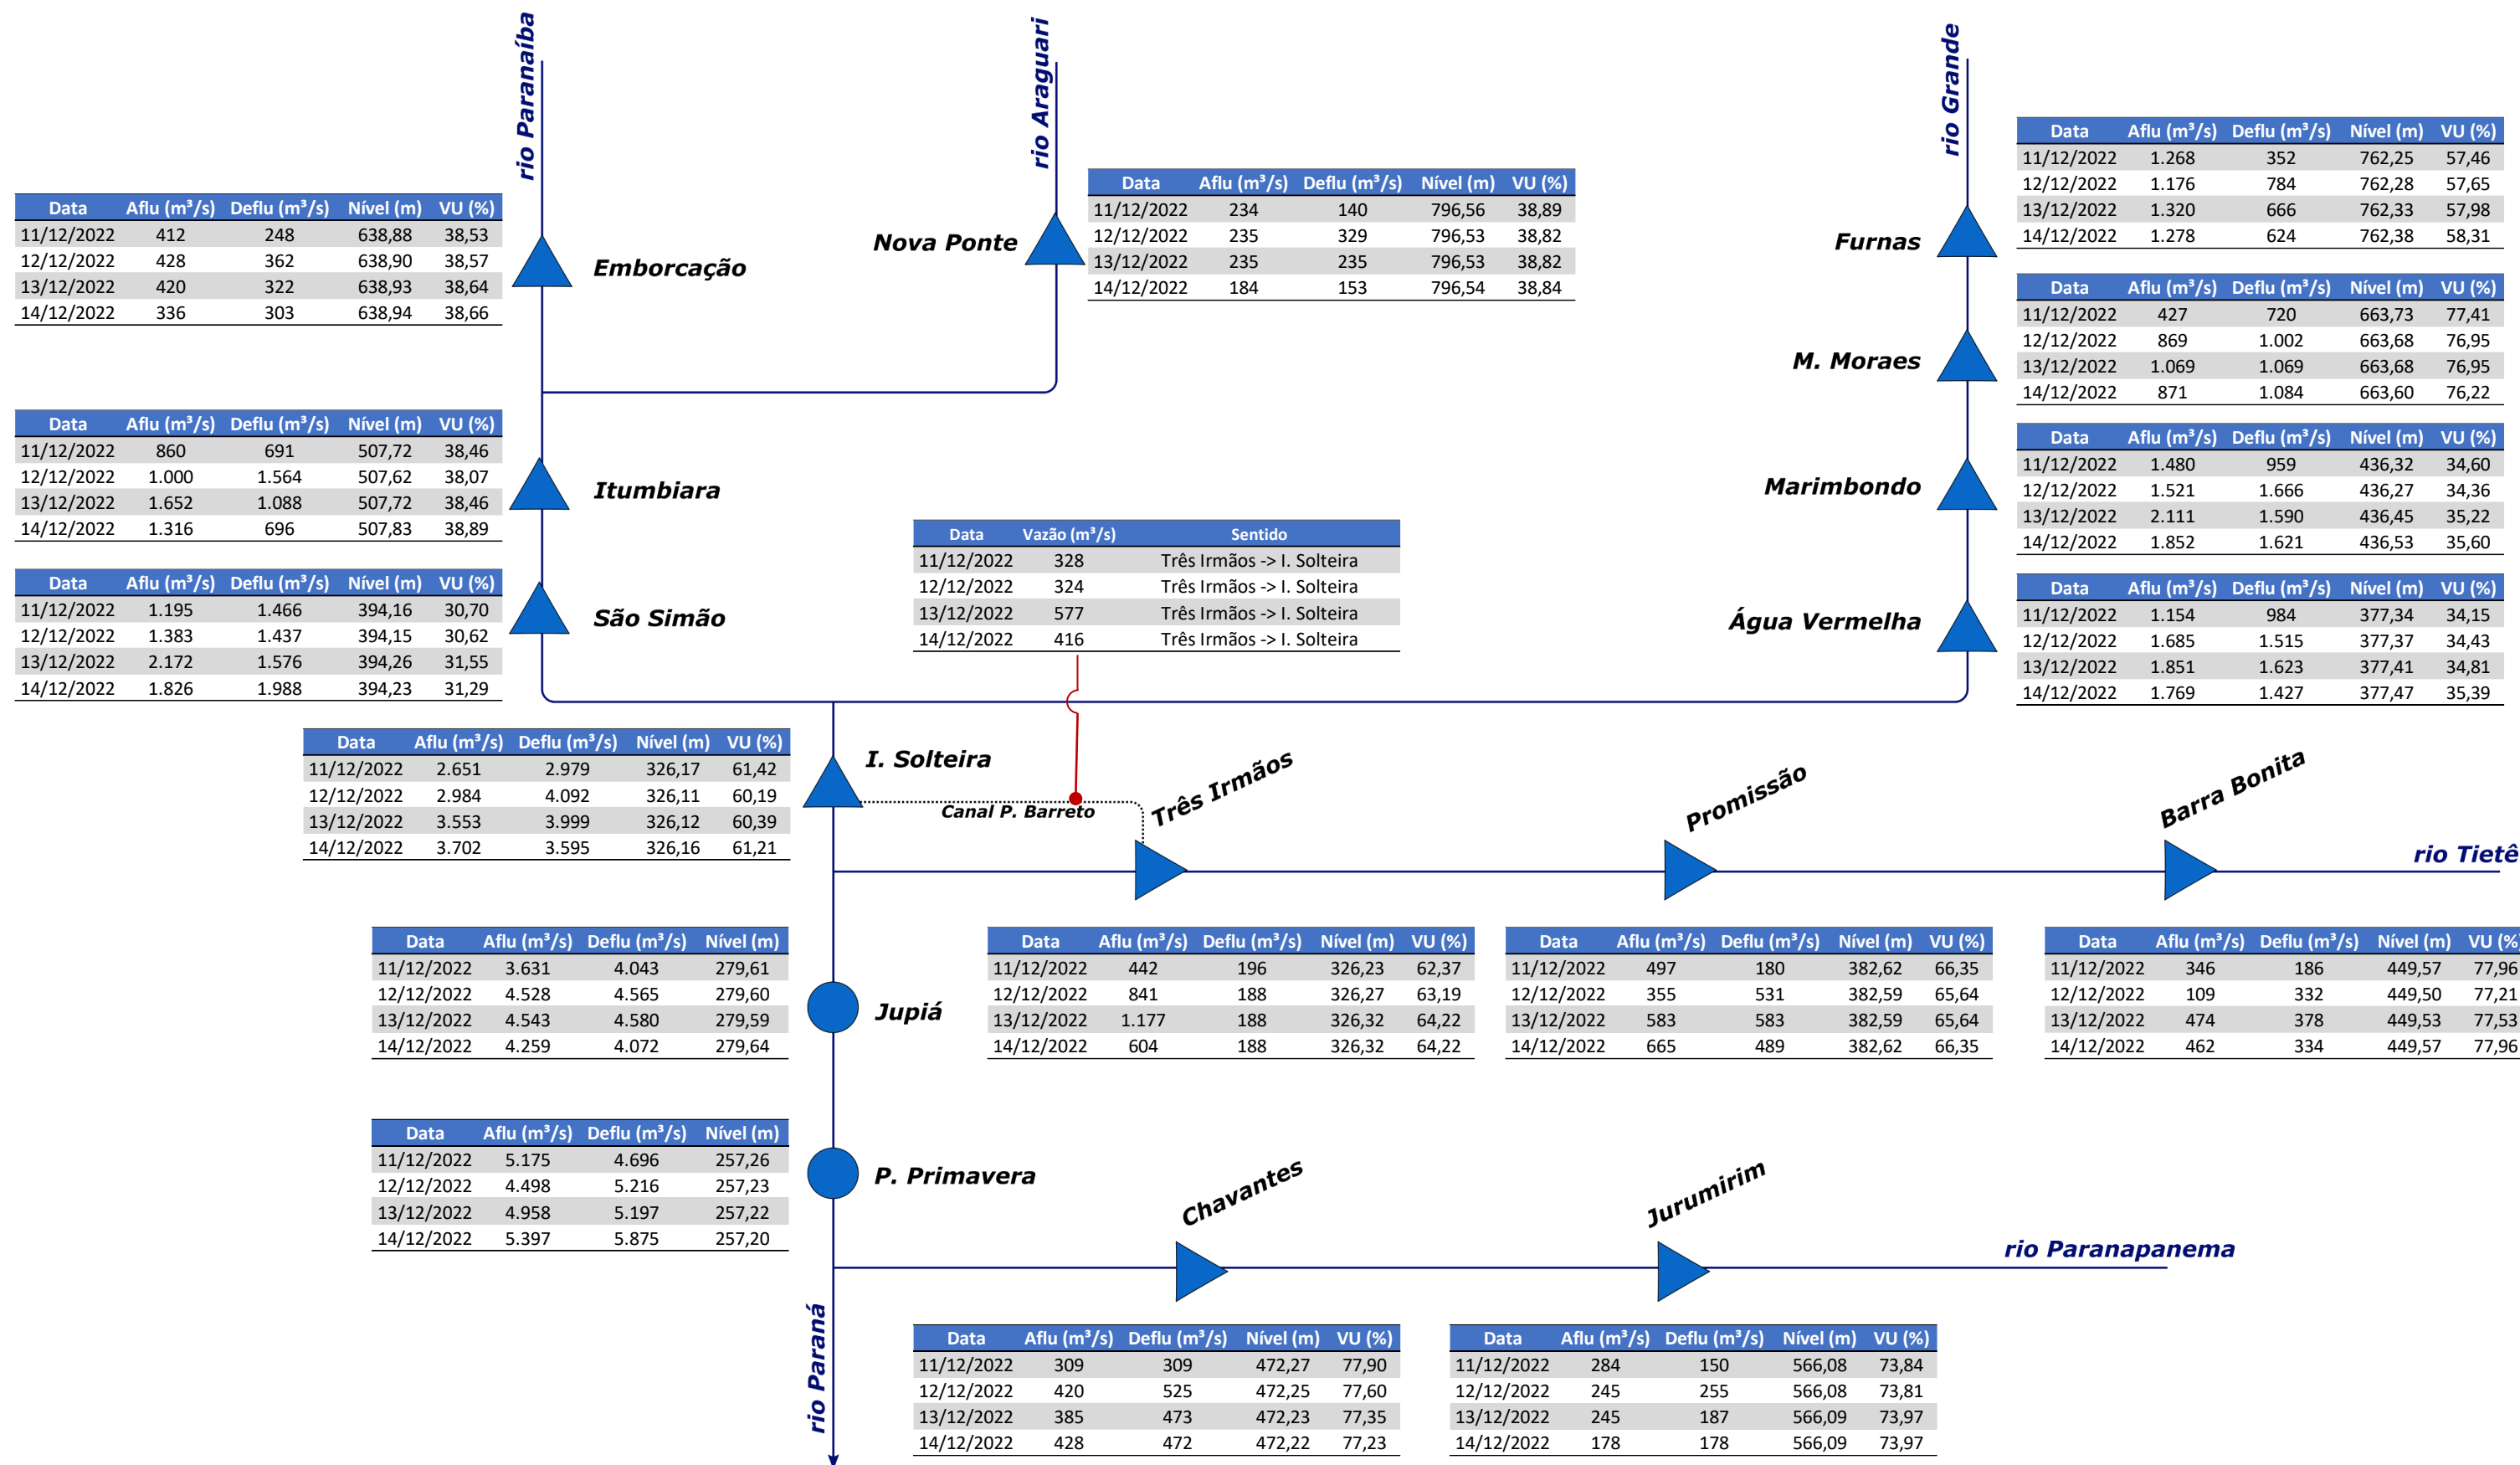 rio Paranaíba
rio Araguari
rio Grande
Data Aflu (m³/s) Deflu (m³/s) Nível (m) VU (%)
11/12/2022 1.268 352 762,25 57,46
12/12/2022 1.176 784 762,28 57,65
13/12/2022 1.320 666 762,33 57,98
14/12/2022 1.278 624 762,38 58,31
Furnas
Data Aflu (m³/s) Deflu (m³/s) Nível (m) VU (%)
11/12/2022 234 140 796,56 38,89
12/12/2022 235 329 796,53 38,82
13/12/2022 235 235 796,53 38,82
14/12/2022 184 153 796,54 38,84
Nova Ponte
Data Aflu (m³/s) Deflu (m³/s) Nível (m) VU (%)
11/12/2022 412 248 638,88 38,53
12/12/2022 428 362 638,90 38,57
13/12/2022 420 322 638,93 38,64
14/12/2022 336 303 638,94 38,66
Emborcação
Data Aflu (m³/s) Deflu (m³/s) Nível (m) VU (%)
11/12/2022 427 720 663,73 77,41
12/12/2022 869 1.002 663,68 76,95
13/12/2022 1.069 1.069 663,68 76,95
14/12/2022 871 1.084 663,60 76,22
M. Moraes
Data Aflu (m³/s) Deflu (m³/s) Nível (m) VU (%)
11/12/2022 860 691 507,72 38,46
12/12/2022 1.000 1.564 507,62 38,07
13/12/2022 1.652 1.088 507,72 38,46
14/12/2022 1.316 696 507,83 38,89
Itumbiara
Data Aflu (m³/s) Deflu (m³/s) Nível (m) VU (%)
11/12/2022 1.480 959 436,32 34,60
12/12/2022 1.521 1.666 436,27 34,36
13/12/2022 2.111 1.590 436,45 35,22
14/12/2022 1.852 1.621 436,53 35,60
Marimbondo
Data Vazão (m³/s) Sentido
11/12/2022 328 Três Irmãos -> I. Solteira
12/12/2022 324 Três Irmãos -> I. Solteira
13/12/2022 577 Três Irmãos -> I. Solteira
14/12/2022 416 Três Irmãos -> I. Solteira
Data Aflu (m³/s) Deflu (m³/s) Nível (m) VU (%)
11/12/2022 1.195 1.466 394,16 30,70
12/12/2022 1.383 1.437 394,15 30,62
13/12/2022 2.172 1.576 394,26 31,55
14/12/2022 1.826 1.988 394,23 31,29
São Simão
Data Aflu (m³/s) Deflu (m³/s) Nível (m) VU (%)
11/12/2022 1.154 984 377,34 34,15
12/12/2022 1.685 1.515 377,37 34,43
13/12/2022 1.851 1.623 377,41 34,81
14/12/2022 1.769 1.427 377,47 35,39
Água Vermelha
Data Aflu (m³/s) Deflu (m³/s) Nível (m) VU (%)
11/12/2022 2.651 2.979 326,17 61,42
12/12/2022 2.984 4.092 326,11 60,19
13/12/2022 3.553 3.999 326,12 60,39
14/12/2022 3.702 3.595 326,16 61,21
I. Solteira
Canal P. Barreto
Três Irmãos
Promissão
Barra Bonita
rio Tietê
Data Aflu (m³/s) Deflu (m³/s) Nível (m)
11/12/2022 3.631 4.043 279,61
12/12/2022 4.528 4.565 279,60
13/12/2022 4.543 4.580 279,59
14/12/2022 4.259 4.072 279,64
Jupiá
Data Aflu (m³/s) Deflu (m³/s) Nível (m) VU (%)
11/12/2022 442 196 326,23 62,37
12/12/2022 841 188 326,27 63,19
13/12/2022 1.177 188 326,32 64,22
14/12/2022 604 188 326,32 64,22
Data Aflu (m³/s) Deflu (m³/s) Nível (m) VU (%)
11/12/2022 497 180 382,62 66,35
12/12/2022 355 531 382,59 65,64
13/12/2022 583 583 382,59 65,64
14/12/2022 665 489 382,62 66,35
Data Aflu (m³/s) Deflu (m³/s) Nível (m) VU (%
11/12/2022 346 186 449,57 77,96
12/12/2022 109 332 449,50 77,21
13/12/2022 474 378 449,53 77,53
14/12/2022 462 334 449,57 77,96
Data Aflu (m³/s) Deflu (m³/s) Nível (m)
11/12/2022 5.175 4.696 257,26
12/12/2022 4.498 5.216 257,23
13/12/2022 4.958 5.197 257,22
14/12/2022 5.397 5.875 257,20
P. Primavera
Chavantes
Jurumirim
rio Paranapanema
rio Paraná
Data Aflu (m³/s) Deflu (m³/s) Nível (m) VU (%)
11/12/2022 309 309 472,27 77,90
12/12/2022 420 525 472,25 77,60
13/12/2022 385 473 472,23 77,35
14/12/2022 428 472 472,22 77,23
Data Aflu (m³/s) Deflu (m³/s) Nível (m) VU (%)
11/12/2022 284 150 566,08 73,84
12/12/2022 245 255 566,08 73,81
13/12/2022 245 187 566,09 73,97
14/12/2022 178 178 566,09 73,97